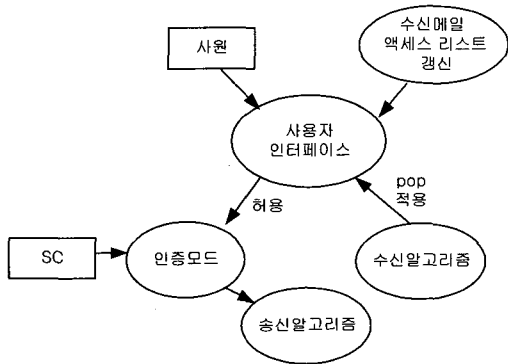 사원
수신메일
액세스 리스트
갱신
사용자
인터페이스
pop
적용
허용
SC
인증모드
수신알고리즘
송신알고리즘